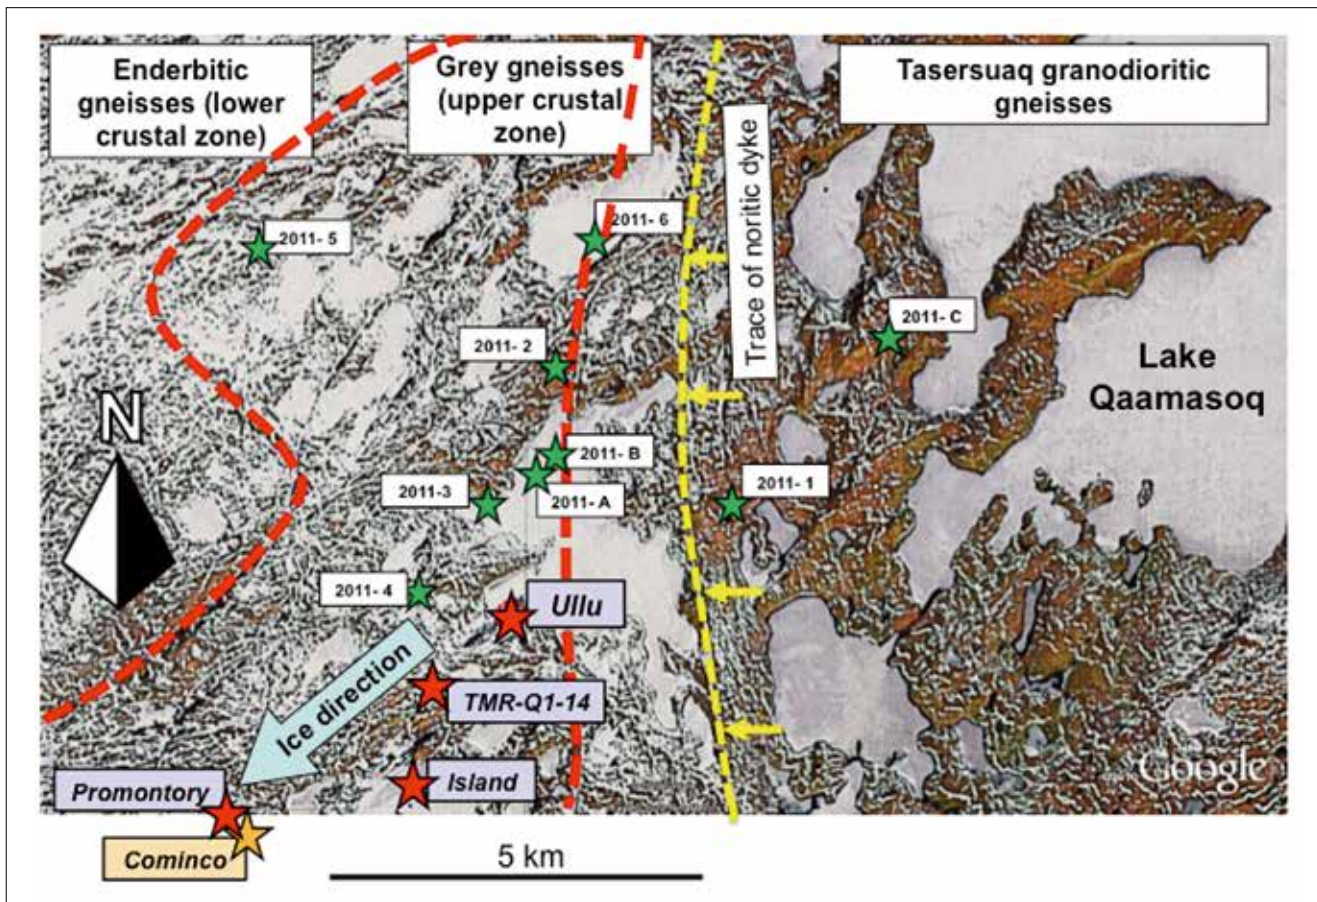 Enderbitic
gneisses (lower
crustal zone)
Grey gneisses
(upper crustal
zone)
Tasersuaq granodioritic
gneisses
Trace of noritic dyke
2011- 5
2011- 6
2011- C
2011- 2
Lake
Qaamasoq
N
2011- B
2011-3
2011- A
2011- 1
2011- 4
Ullu
Ice direction
TMR-Q1-14
Island
Google
Promontory
Cominco
5 km